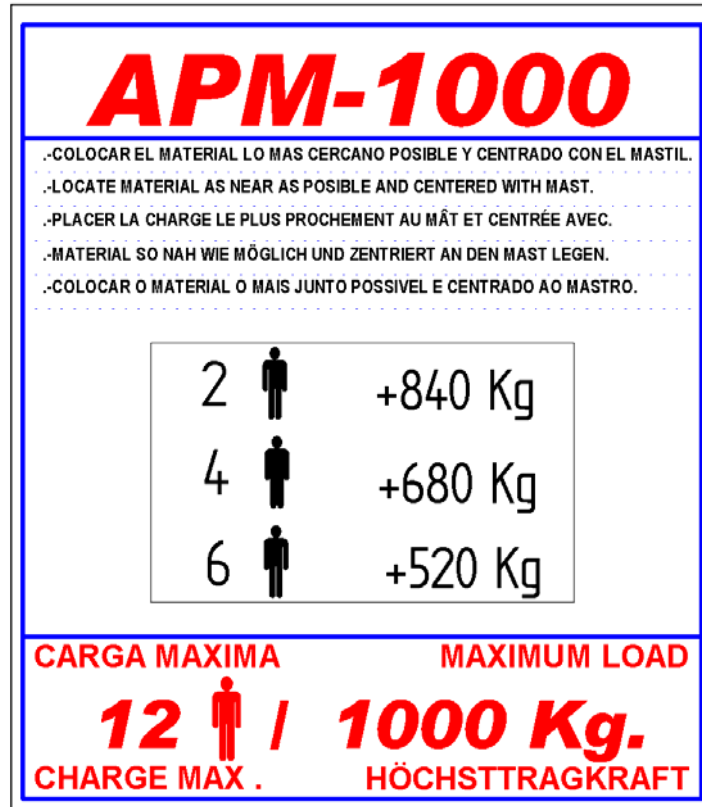 APM-1000
.-COLOCAR EL MATERIAL LO MAS CERCANO POSIBLE Y CENTRADO CON EL MASTIL.
.-LOCATE MATERIAL AS NEAR AS POSIBLE AND CENTERED WITH MAST.
.-PLACER LA CHARGE LE PLUS PROCHEMENT AU MÂT ET CENTRÉE AVEC.
.-MATERIAL SO NAH WIE MÖGLICH UND ZENTRIERT AN DEN MAST LEGEN.
.-COLOCAR O MATERIAL O MAIS JUNTO POSSIVEL E CENTRADO AO MASTRO.
2 +840 Kg
4 +680 Kg
6 +520 Kg
CARGA MAXIMA MAXIMUM LOAD
12 / 1000 Kg.
CHARGE MAX . HÖCHSTTRAGKRAFT